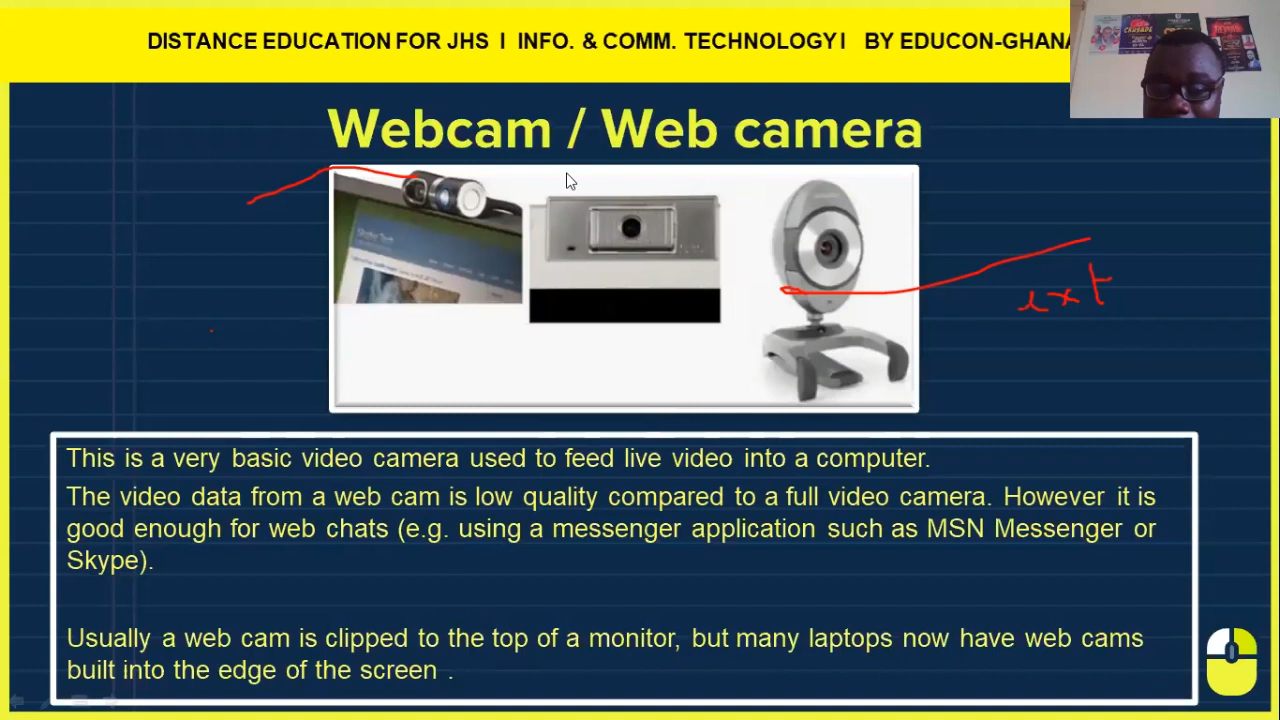 DISTANCE EDUCATION FOR JHS I INFO. & COMM. TECHNOLOGY I BY EDUCON-GHANA
Webcam / Web camera
ext
This is a very basic video camera used to feed live video into a computer.
The video data from a web cam is low quality compared to a full video camera. However it is
good enough for web chats (e.g. using a messenger application such as MSN Messenger or
Skype).
Usually a web cam is clipped to the top of a monitor, but many laptops now have web cams
built into the edge of the screen .